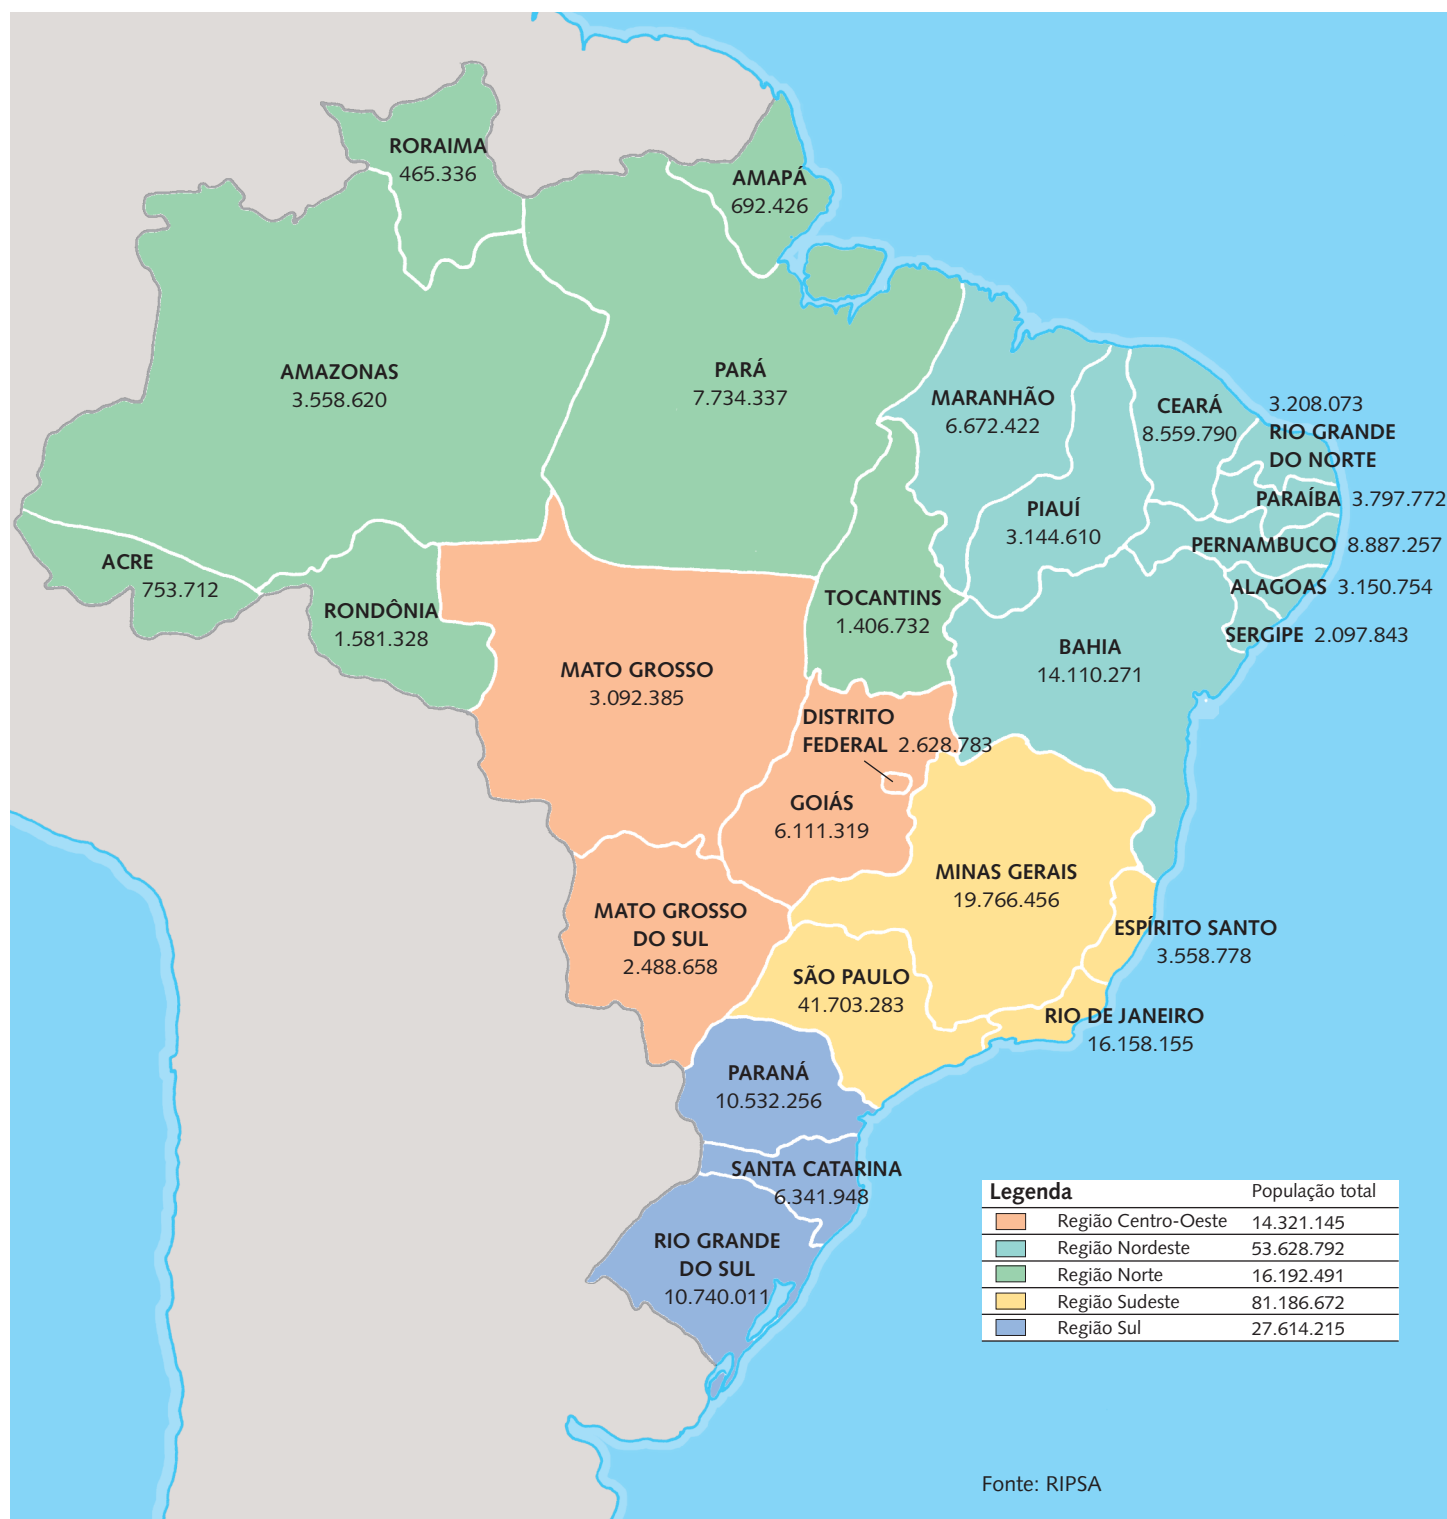 RORAIMA
465.336
AMAPÁ
692.426
AMAZONAS
3.558.620
PARÁ
7.734.337
MARANHÃO
6.672.422
CEARÁ
8.559.790
3.208.073
RIO GRANDE
DO NORTE
PARAÍBA 3.797.772
PIAUÍ
3.144.610
PERNAMBUCO 8.887.257
ACRE
753.712
ALAGOAS 3.150.754
RONDÔNIA
1.581.328
TOCANTINS
1.406.732
SERGIPE 2.097.843
BAHIA
14.110.271
MATO GROSSO
3.092.385
DISTRITO
FEDERAL 2.628.783
GOIÁS
6.111.319
MINAS GERAIS
19.766.456
MATO GROSSO
DO SUL
2.488.658
ESPÍRITO SANTO
3.558.778
SÃO PAULO
41.703.283
RIO DE JANEIRO
16.158.155
PARANÁ
10.532.256
SANTA CATARINA
6.341.948
RIO GRANDE
DO SUL
10.740.011
Legenda População total
Região Centro-Oeste 14.321.145
Região Nordeste 53.628.792
Região Norte 16.192.491
Região Sudeste 81.186.672
Região Sul 27.614.215
Fonte: RIPSA